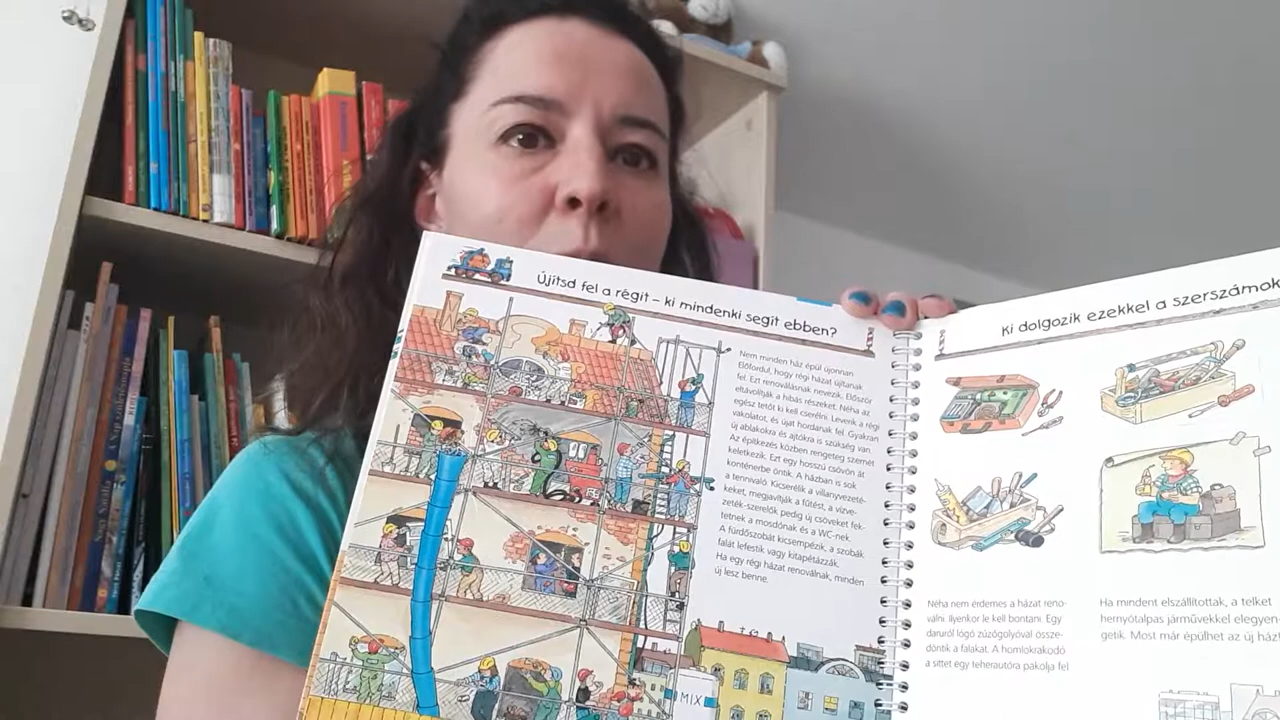 Újítsd fel a régit – ki mindenki segít ebben?
Nem minden ház épül újonnan
Előfordul, hogy régi házat újítanak
fel. Ezt renoválásnak nevezik. Először
eltávolítják a hibás részeket. Néha az
egész tetőt ki kell cserélni. Leverik a régi
vakolatot, és újat hordanak fel. Gyakran
új ablakokra és ajtókra is szükség van.
Az építkezés közben rengeteg szemét
keletkezik. Ezt egy hosszú csövön át
konténerbe öntik. A házban is sok
a tennivaló. Kicserélik a villanyvezeté-
keket, megjavítják a fűtést, a vízve-
zeték-szerelők pedig új csöveket fek-
tetnek a mosdónak és a WC-nek.
A fürdőszobát kicsempézik, a szobák
falát lefestik vagy kitapétázzák.
Ha egy régi házat renoválnak, minden
új lesz benne.
MIX
Ki dolgozik ezekkel a szerszámok
Néha nem érdemes a házat reno-
válni. Ilyenkor le kell bontani. Egy
daruról lógó zúzógolyóval össze-
döntik a falakat. A homlokrakodó
a sittet egy teherautóra pakolja fel
Ha mindent elszállítottak, a telket
hernyótalpas járművekkel elegyen-
getik. Most már épülhet az új ház!